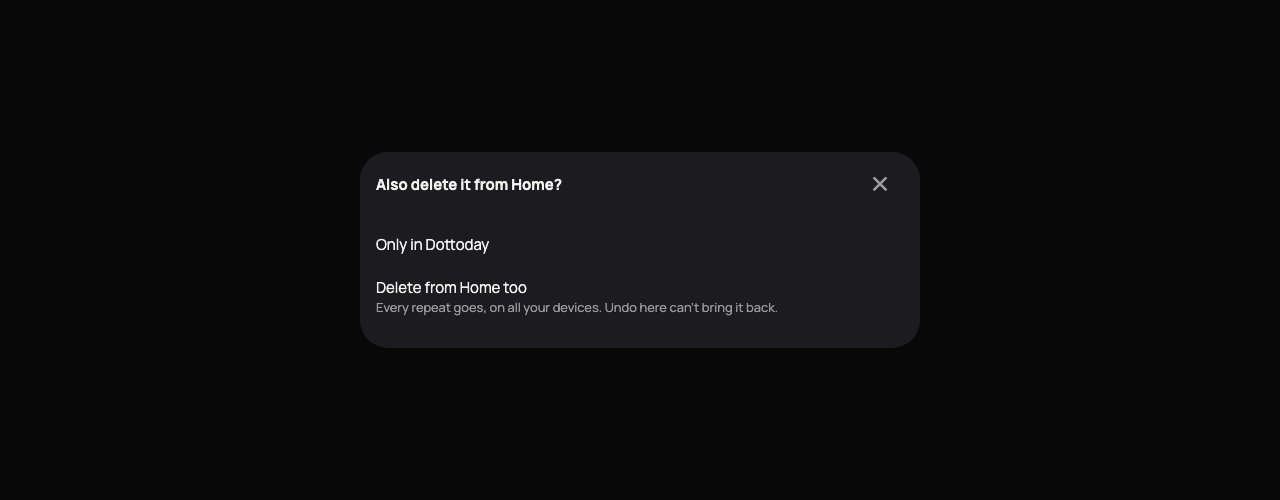 Also delete it from Home?
Only in Dottoday
Delete from Home too
Every repeat goes, on all your devices. Undo here can't bring it back.